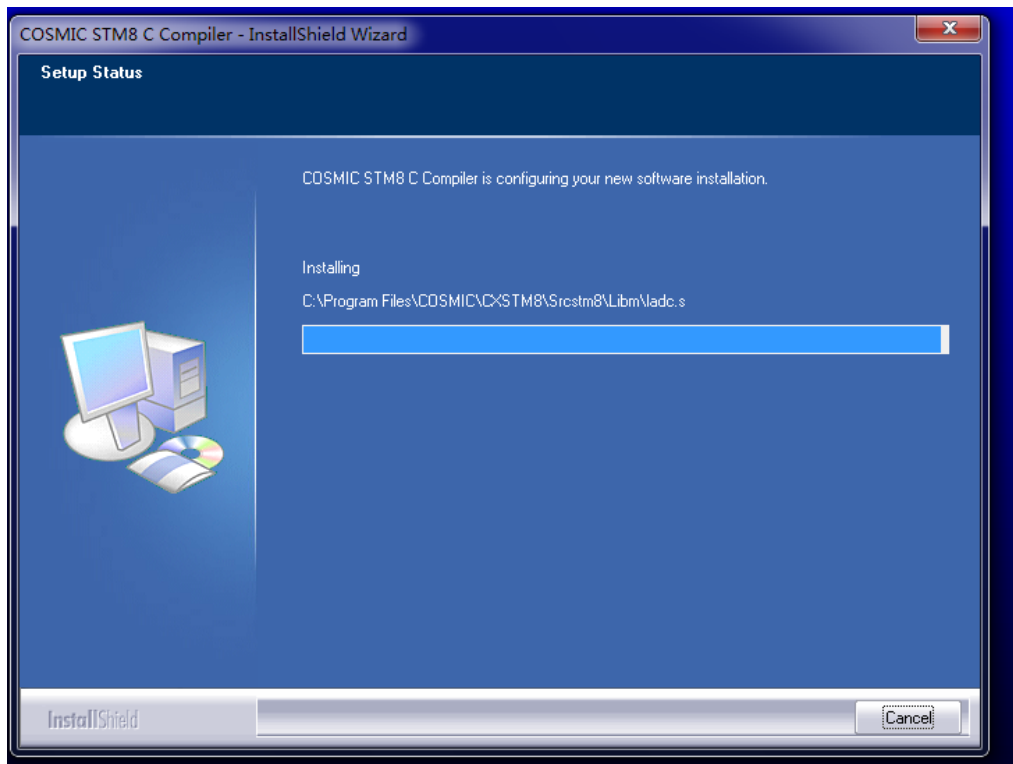 COSMIC STM8 C Compiler - InstallShield Wizard
Setup Status
COSMIC STM8 C Compiler is configuring your new software installation.
Installing
C:\Program Files\COSMIC\CXSTM8\Srcstm8\Libm\ladc.s
InstallShield
Cancel